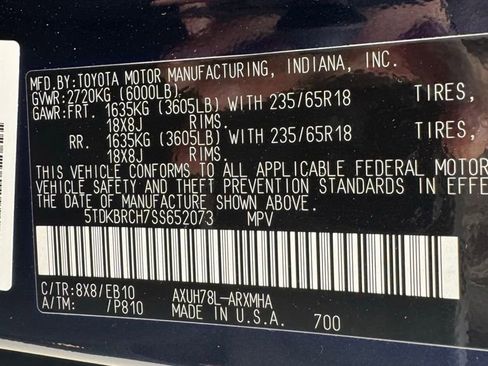 MFD.BY:TOYOTA MOTOR MANUFACTURING, INDIANA, INC.
GVWR:2720KG (6000LB)
GAWR:FRT. 1635KG (3605LB) WITH 235/65R18 TIRES,
18X8J RIMS.
RR. 1635KG (3605LB) WITH 235/65R18 TIRES,
18X8J RIMS.
THIS VEHICLE CONFORMS TO ALL APPLICABLE FEDERAL MOTOR
VEHICLE SAFETY AND THEFT PREVENTION STANDARDS IN EFFE
THE DATE OF MANUFACTURE SHOWN ABOVE.
5TDKBRCH7SS652073 MPV
C/TR:8X8/EB10 AXUH78L-ARXMHA
A/TM: /P810 MADE IN U.S.A. 700